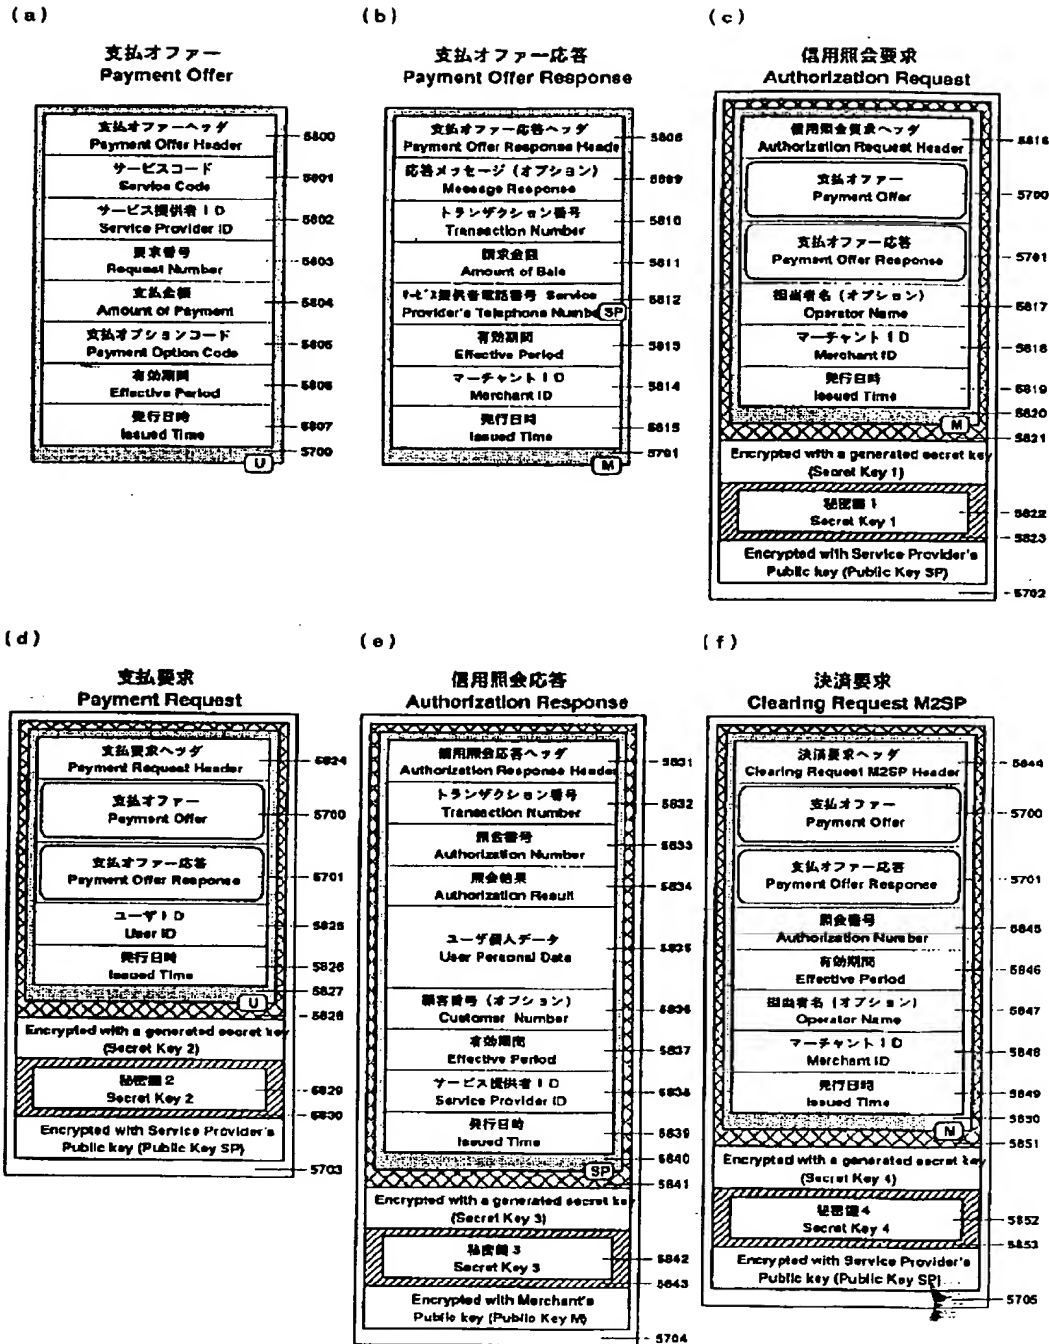 (a)
支払オファー
Payment Offer
支払オファーヘッダ
Payment Offer Header
5800
サービスコード
Service Code
5801
サービス提供者ID
Service Provider ID
5802
要求番号
Request Number
5803
支払金額
Amount of Payment
5804
支払オプションコード
Payment Option Code
5805
有効期間
Effective Period
5806
発行日時
Issued Time
5807
5700
U
(b)
支払オファー応答
Payment Offer Response
支払オファー応答ヘッダ
Payment Offer Response Header
5808
応答メッセージ(オプション)
Message Response
5809
トランザクション番号
Transaction Number
5810
請求金額
Amount of Sale
5811
サービス提供者電話番号 Service
Provider's Telephone Number
5812
SP
有効期間
Effective Period
5813
マーチャントID
Merchant ID
5814
発行日時
Issued Time
5815
5701
M
(c)
信用照会要求
Authorization Request
信用照会要求ヘッダ
Authorization Request Header
5816
支払オファー
Payment Offer
5700
支払オファー応答
Payment Offer Response
5701
担当者名(オプション)
Operator Name
5817
マーチャントID
Merchant ID
5818
発行日時
Issued Time
5819
5820
M
5821
Encrypted with a generated secret key
(Secret Key 1)
秘密鍵1
Secret Key 1
5822
5823
Encrypted with Service Provider's
Public key (Public Key SP)
5702
(d)
支払要求
Payment Request
支払要求ヘッダ
Payment Request Header
5824
支払オファー
Payment Offer
5700
支払オファー応答
Payment Offer Response
5701
ユーザID
User ID
5825
発行日時
Issued Time
5826
5827
U
5828
Encrypted with a generated secret key
(Secret Key 2)
秘密鍵2
Secret Key 2
5829
5830
Encrypted with Service Provider's
Public key (Public Key SP)
5703
(e)
信用照会応答
Authorization Response
信用照会応答ヘッダ
Authorization Response Header
5831
トランザクション番号
Transaction Number
5832
照会番号
Authorization Number
5833
照会結果
Authorization Result
5834
ユーザ個人データ
User Personal Data
5835
顧客番号(オプション)
Customer Number
5836
有効期間
Effective Period
5837
サービス提供者ID
Service Provider ID
5838
発行日時
Issued Time
5839
5840
SP
5841
Encrypted with a generated secret key
(Secret Key 3)
秘密鍵3
Secret Key 3
5842
5843
Encrypted with Merchant's
Public key (Public Key M)
5704
(f)
決済要求
Clearing Request M2SP
決済要求ヘッダ
Clearing Request M2SP Header
5844
支払オファー
Payment Offer
5700
支払オファー応答
Payment Offer Response
5701
照会番号
Authorization Number
5845
有効期間
Effective Period
5846
担当者名(オプション)
Operator Name
5847
マーチャントID
Merchant ID
5848
発行日時
Issued Time
5849
5850
M
5851
Encrypted with a generated secret key
(Secret Key 4)
秘密鍵4
Secret Key 4
5852
5853
Encrypted with Service Provider's
Public key (Public Key SP)
5705